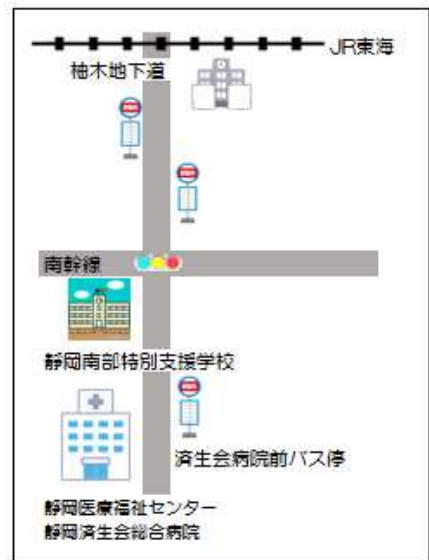 JR東海
柚木地下道
南幹線
静岡南部特別支援学校
済生会病院前バス停
静岡医療福祉センター
静岡済生会総合病院